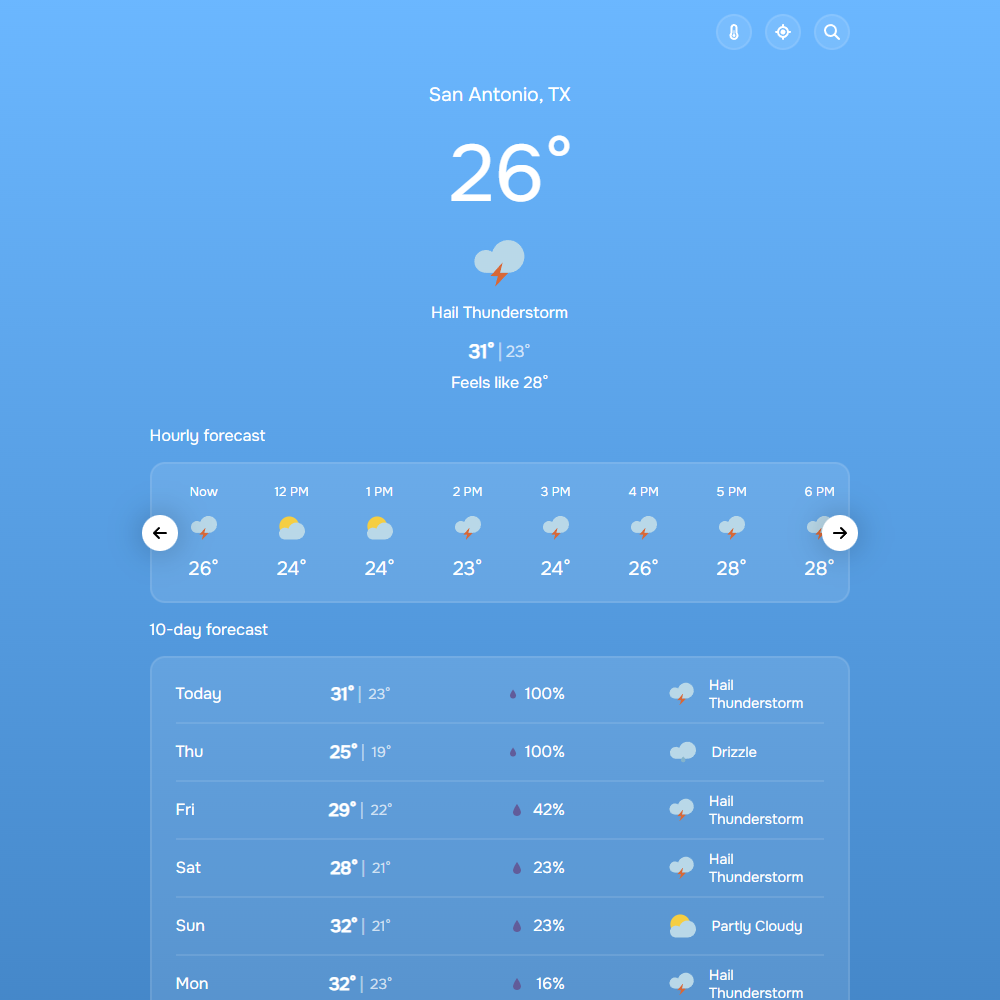 San Antonio, TX
26°
Hail Thunderstorm
31° | 23°
Feels like 28°
Hourly forecast
Now 12 PM 1 PM 2 PM 3 PM 4 PM 5 PM 6 PM
26° 24° 24° 23° 24° 26° 28° 28°
10-day forecast
Today 31° | 23° 100% Hail
Thunderstorm
Thu 25° | 19° 100% Drizzle
Fri 29° | 22° 42% Hail
Thunderstorm
Sat 28° | 21° 23% Hail
Thunderstorm
Sun 32° | 21° 23% Partly Cloudy
Mon 32° | 23° 16% Hail
Thunderstorm